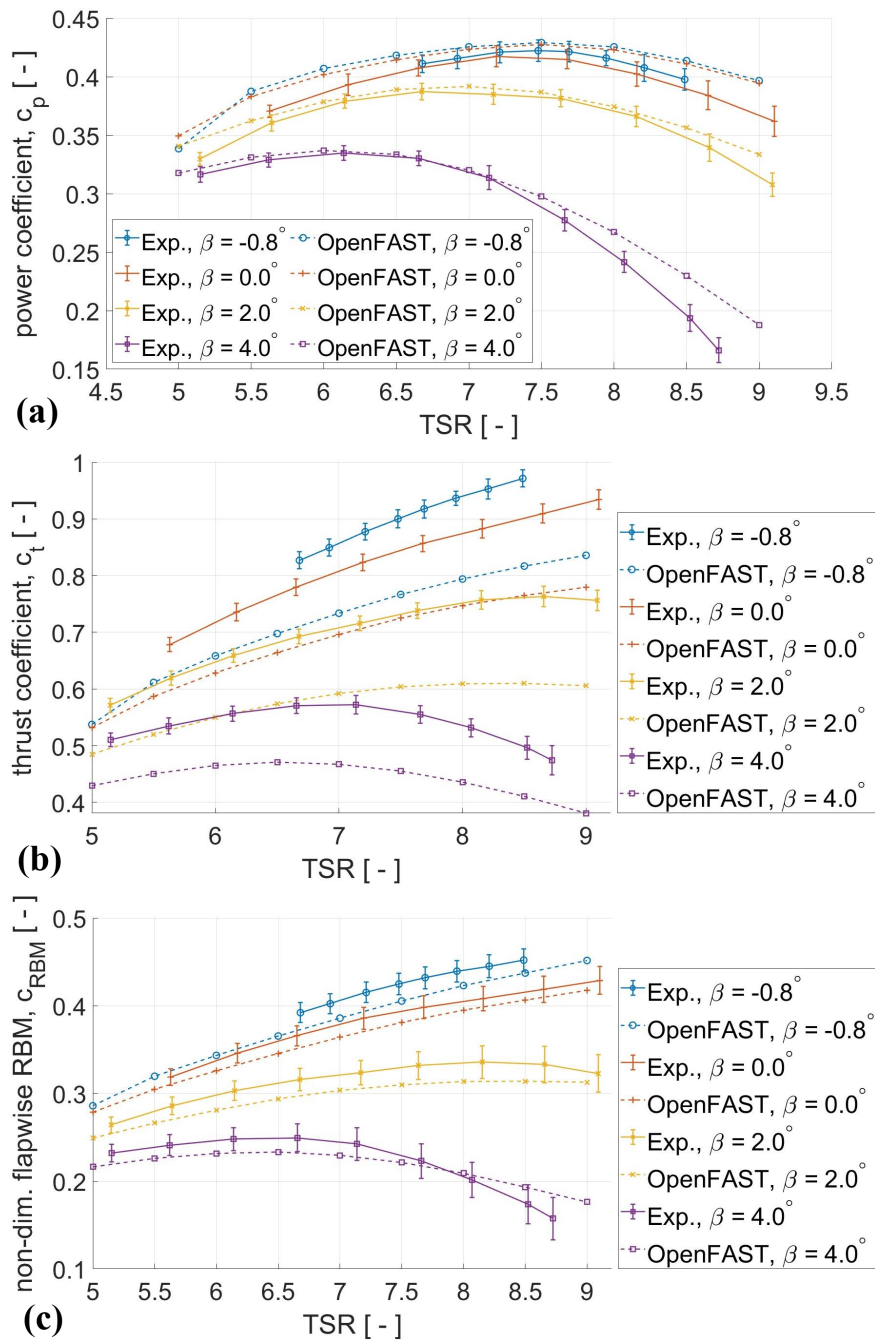 0.45
0.4
0.35
0.3
0.25
0.2
0.15
power coefficient, c_p [ - ]
Exp., β = -0.8° OpenFAST, β = -0.8°
Exp., β = 0.0° OpenFAST, β = 0.0°
Exp., β = 2.0° OpenFAST, β = 2.0°
Exp., β = 4.0° OpenFAST, β = 4.0°
4.5 5 5.5 6 6.5 7 7.5 8 8.5 9 9.5
TSR [ - ]
(a)
1
0.9
0.8
0.7
0.6
0.5
0.4
thrust coefficient, c_t [ - ]
Exp., β = -0.8°
OpenFAST, β = -0.8°
Exp., β = 0.0°
OpenFAST, β = 0.0°
Exp., β = 2.0°
OpenFAST, β = 2.0°
Exp., β = 4.0°
OpenFAST, β = 4.0°
5 6 7 8 9
TSR [ - ]
(b)
0.5
0.4
0.3
0.2
0.1
non-dim. flapwise RBM, c_RBM [ - ]
Exp., β = -0.8°
OpenFAST, β = -0.8°
Exp., β = 0.0°
OpenFAST, β = 0.0°
Exp., β = 2.0°
OpenFAST, β = 2.0°
Exp., β = 4.0°
OpenFAST, β = 4.0°
5 5.5 6 6.5 7 7.5 8 8.5 9
TSR [ - ]
(c)